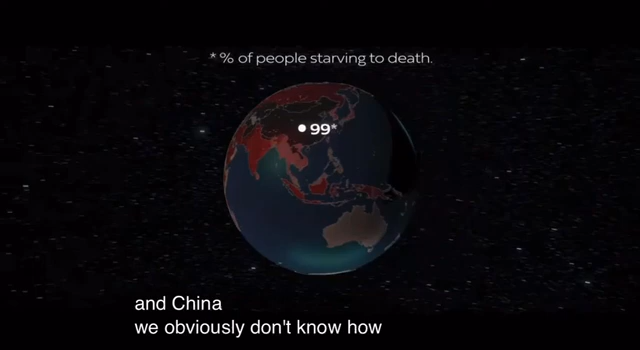 * % of people starving to death.
99*
and China
we obviously don't know how